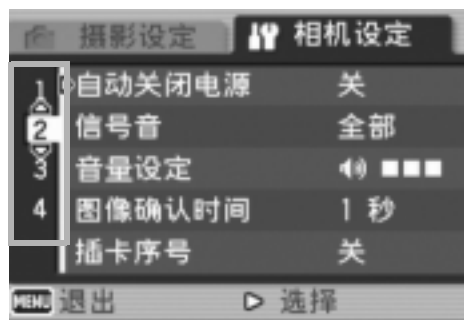 摄影设定 相机设定
1 自动关闭电源 关
2 信号音 全部
3 音量设定
4 图像确认时间 1 秒
插卡序号 关
MENU 退出 选择